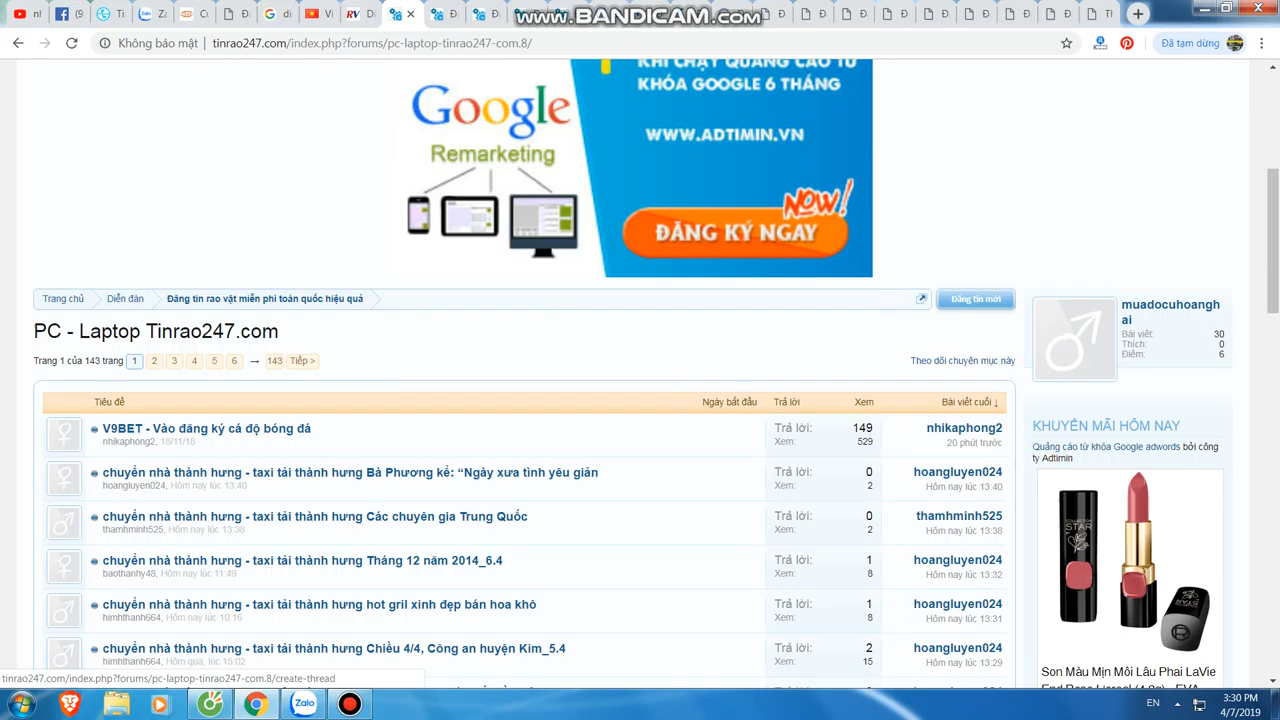 (9
Za
Tin
Đ
đi
Vi
RV
D
Đ
www.BANDICAM.com
Không bảo mật
tinrao247.com/index.php?forums/pc-laptop-tinrao247-com.8/
Đã tạm dừng
KHI CHẠY QUẢNG CÁO TỪ
KHÓA GOOGLE 6 THÁNG
Google
Remarketing
WWW.ADTIMIN.VN
NOW!
ĐĂNG KÝ NGAY
Trang chủ
Diễn đàn
Đăng tin rao vặt miễn phí toàn quốc hiệu quả
Đăng tin mới
PC - Laptop Tinrao247.com
Trang 1 của 143 trang
1 2 3 4 5 6 → 143 Tiếp >
Theo dõi chuyên mục này
muadocuhoangh
ai
Bài viết: 30
Thích: 0
Điểm: 6
Tiêu đề Ngày bắt đầu Trả lời Xem Bài viết cuối ↓
V9BET - Vào đăng ký cá độ bóng đá
nhikaphong2, 18/11/18
Trả lời: 149
Xem: 529
nhikaphong2
20 phút trước
chuyển nhà thành hưng - taxi tải thành hưng Bà Phương kể: “Ngày xưa tình yêu giản
hoangluyen024, Hôm nay lúc 13:40
Trả lời: 0
Xem: 2
hoangluyen024
Hôm nay lúc 13:40
chuyển nhà thành hưng - taxi tải thành hưng Các chuyên gia Trung Quốc
thamhminh525, Hôm nay lúc 13:38
Trả lời: 0
Xem: 2
thamhminh525
Hôm nay lúc 13:38
chuyển nhà thành hưng - taxi tải thành hưng Tháng 12 năm 2014_6.4
baothanhy48, Hôm nay lúc 11:49
Trả lời: 1
Xem: 8
hoangluyen024
Hôm nay lúc 13:32
chuyển nhà thành hưng - taxi tải thành hưng hot gril xinh đẹp bán hoa khô
himhthanh664, Hôm nay lúc 10:16
Trả lời: 1
Xem: 8
hoangluyen024
Hôm nay lúc 13:31
chuyển nhà thành hưng - taxi tải thành hưng Chiều 4/4, Công an huyện Kim_5.4
himhthanh664, Hôm qua, lúc 15:02
Trả lời: 2
Xem: 15
hoangluyen024
Hôm nay lúc 13:29
KHUYẾN MÃI HÔM NAY
Quảng cáo từ khóa Google adwords bởi công
ty Adtimin
COLLECTION
STAR
Son Màu Mịn Môi Lâu Phai LaVie
tinrao247.com/index.php?forums/pc-laptop-tinrao247-com.8/create-thread
Zalo
EN
3:30 PM
4/7/2019